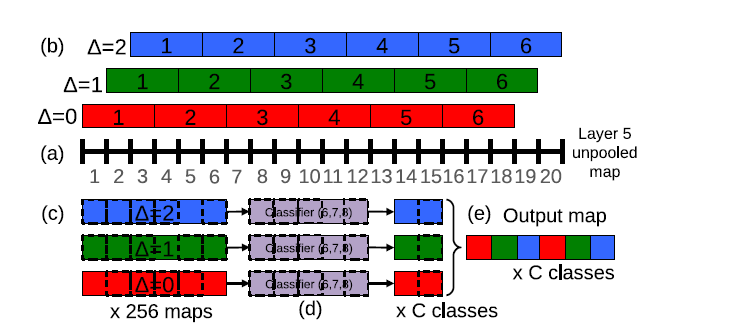 (b) Δ=2 1 2 3 4 5 6
Δ=1 1 2 3 4 5 6
Δ=0 1 2 3 4 5 6
(a)
Layer 5
unpooled
map
1 2 3 4 5 6 7 8 9 10 11 12 13 14 15 16 17 18 19 20
(c) Δ=2 Classifier (6,7,8)
(e) Output map
Δ=1 Classifier (6,7,8)
x C classes
Δ=0 Classifier (6,7,8)
x 256 maps (d) x C classes